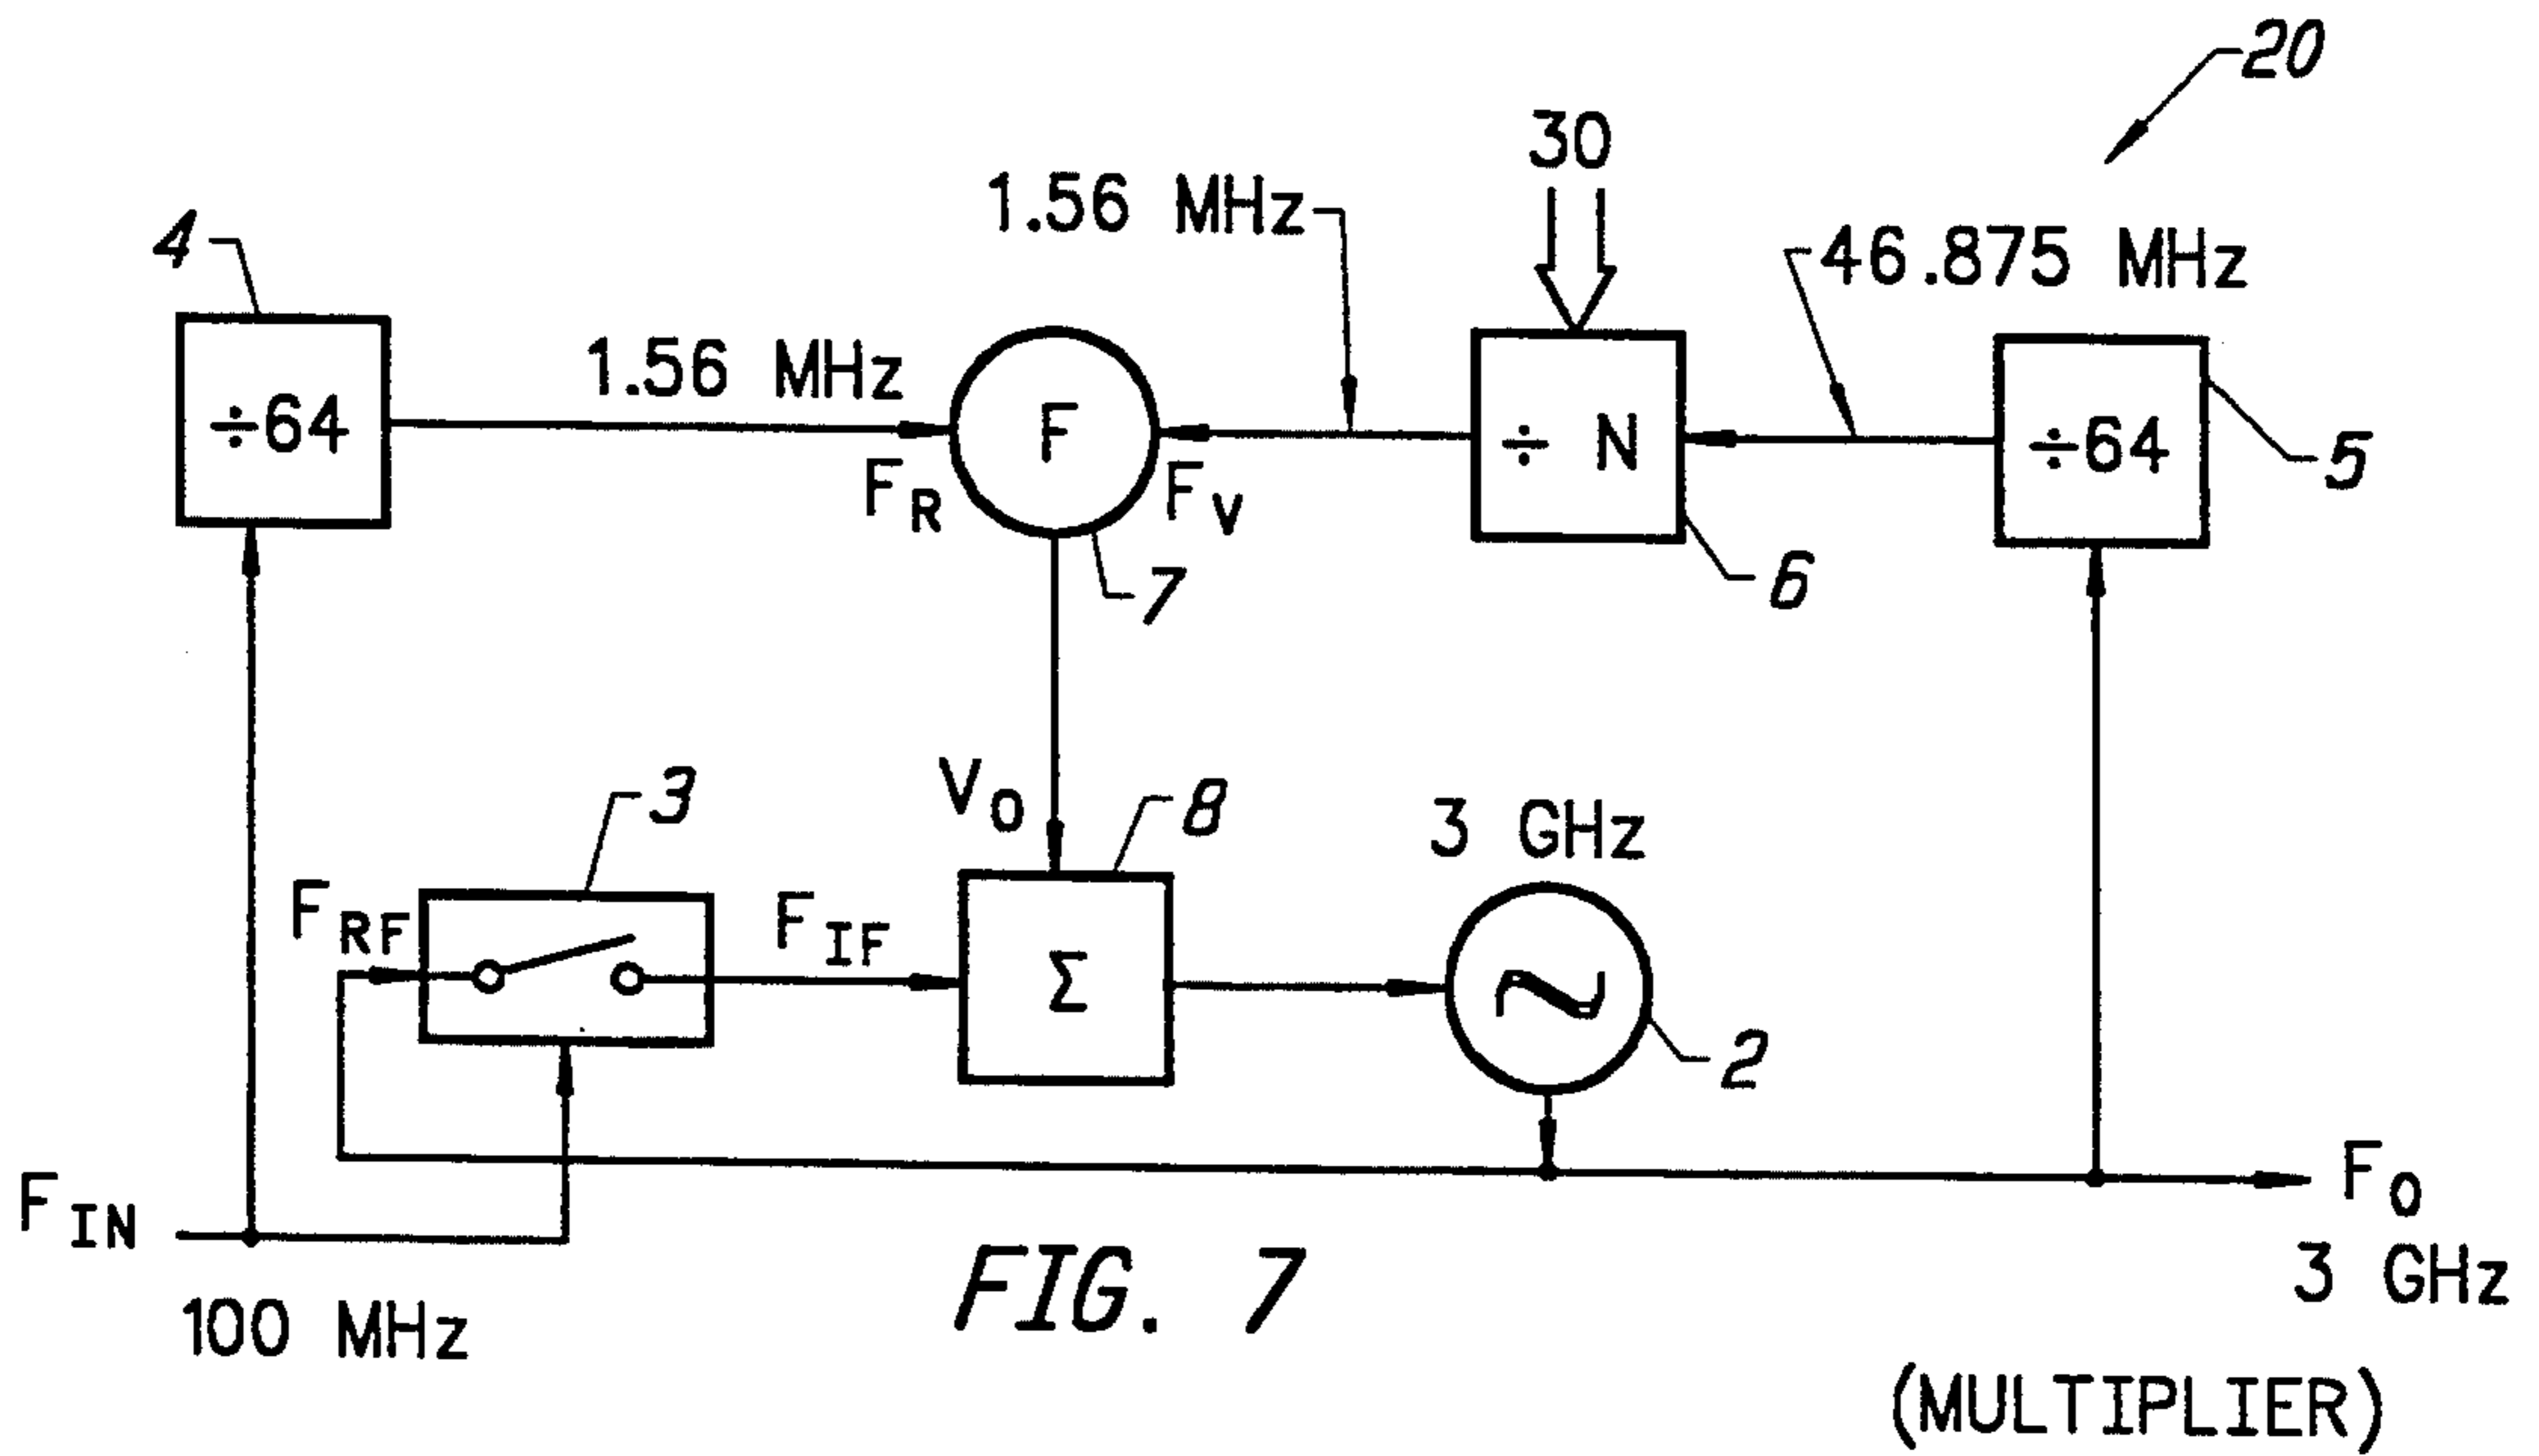 20
30
1.56 MHz
46.875 MHz
4
÷64
1.56 MHz
F
÷ N
÷64
5
F_R
F_V
6
7
V_O
8
3
3 GHz
F_RF
F_IF
Σ
2
F_IN
F_O
100 MHz
3 GHz
FIG. 7
(MULTIPLIER)